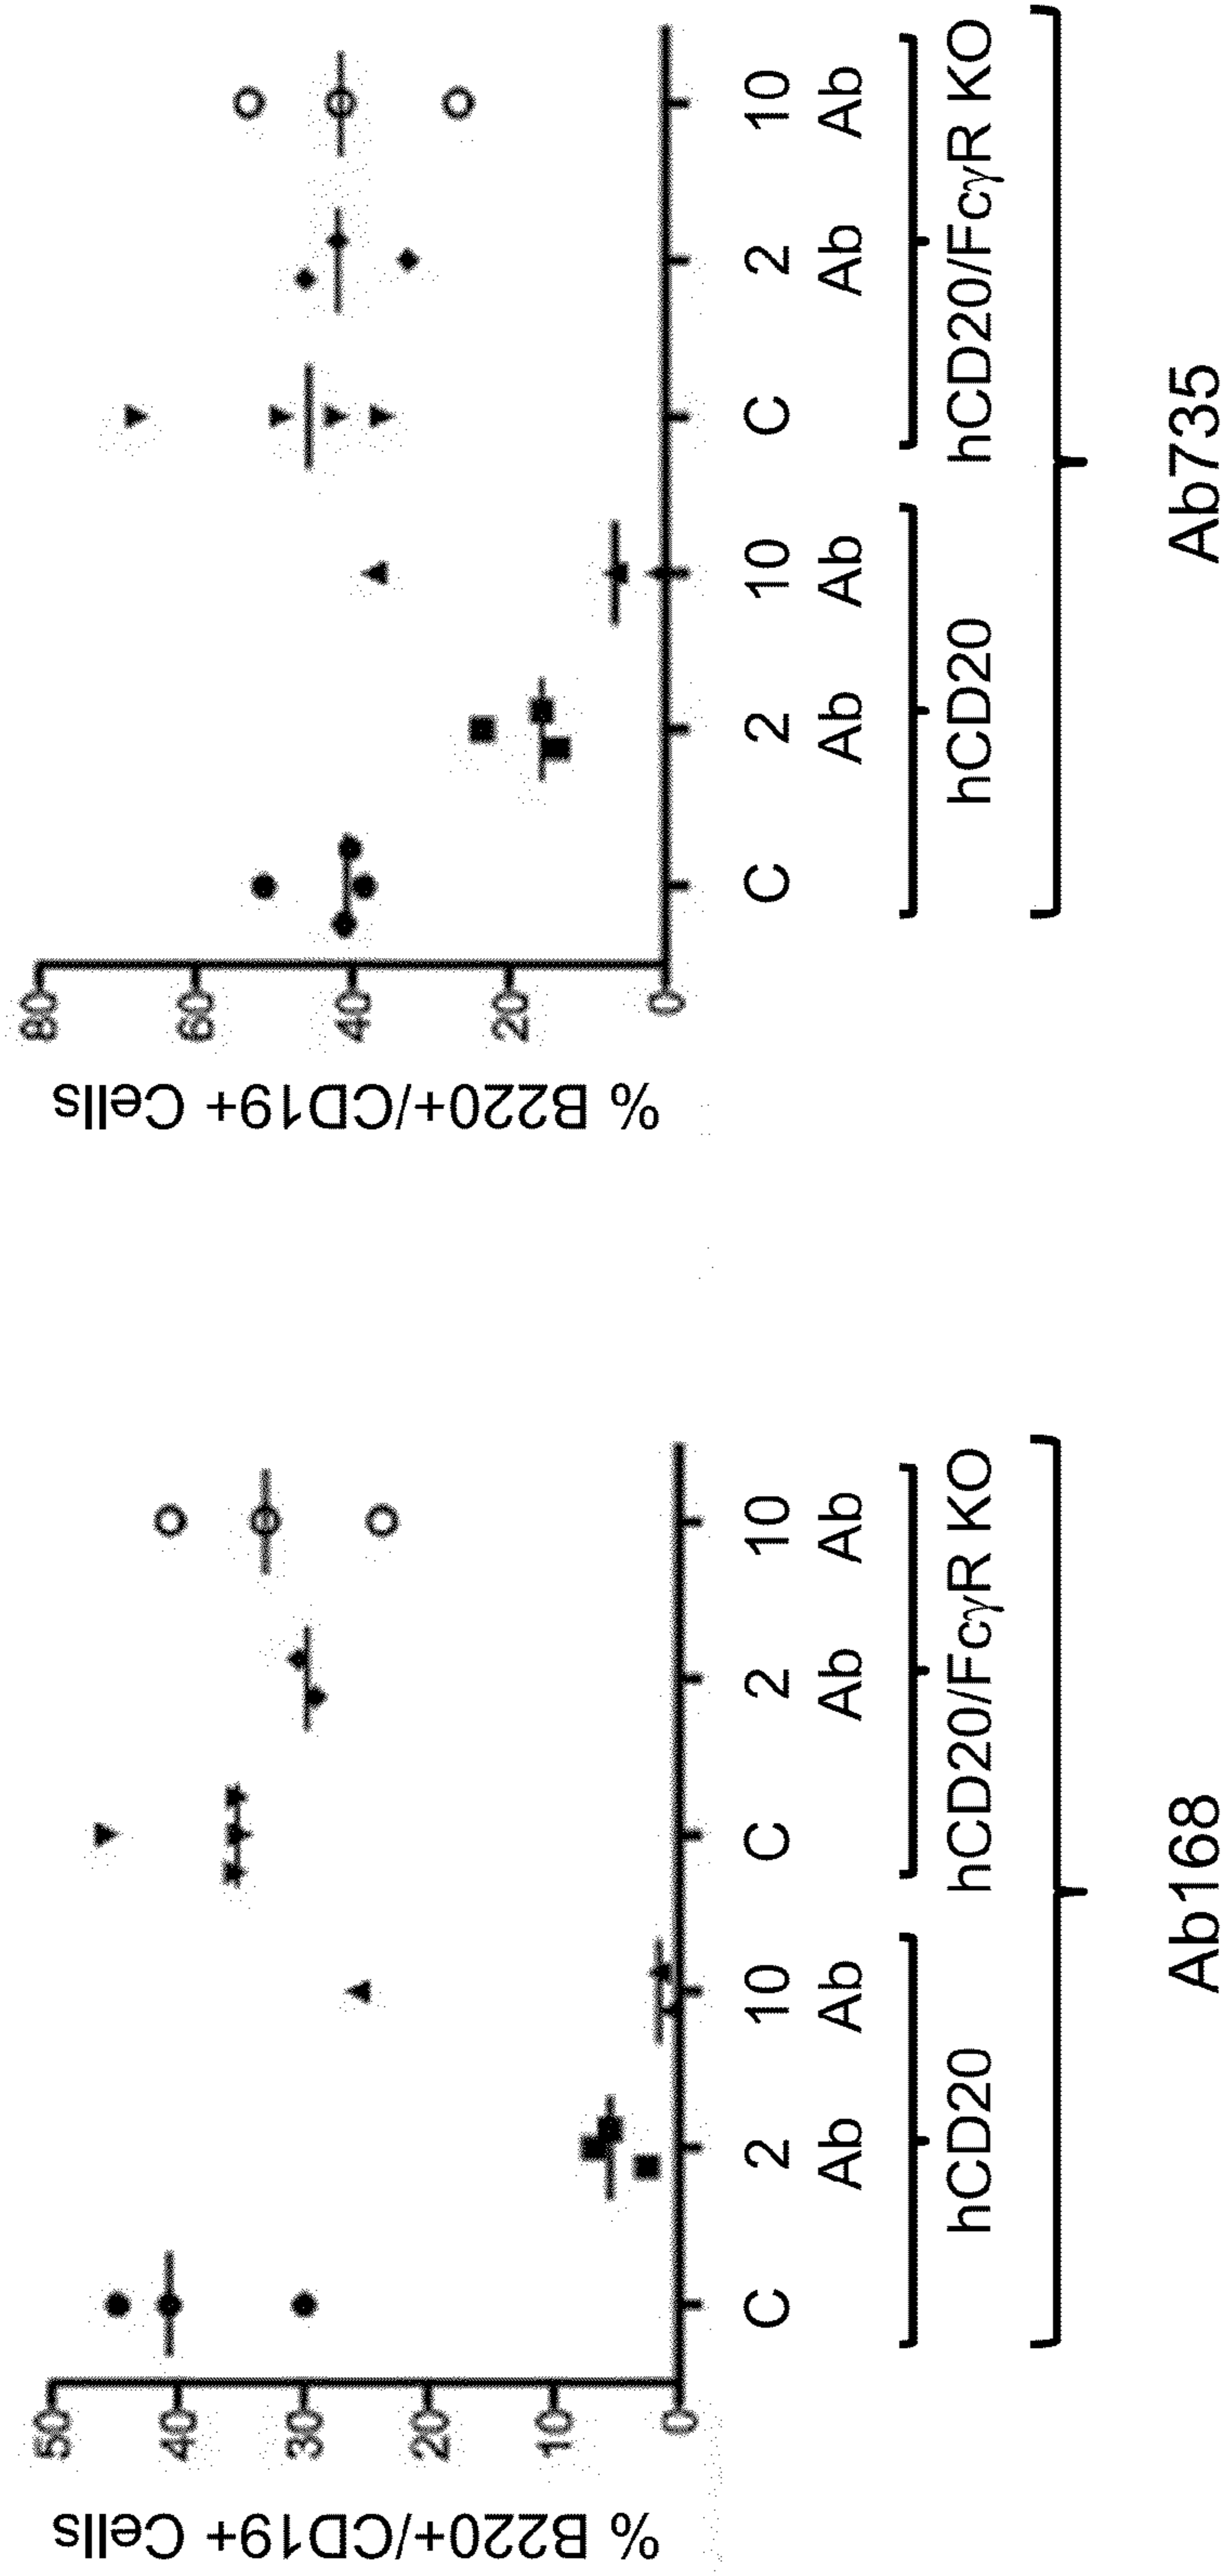 % B220+/CD19+ Cells
50
40
30
20
10
0
C 2 10 C 2 10
Ab Ab Ab Ab
hCD20 hCD20/FcγR KO
Ab168
% B220+/CD19+ Cells
80
60
40
20
0
C 2 10 C 2 10
Ab Ab Ab Ab
hCD20 hCD20/FcγR KO
Ab735